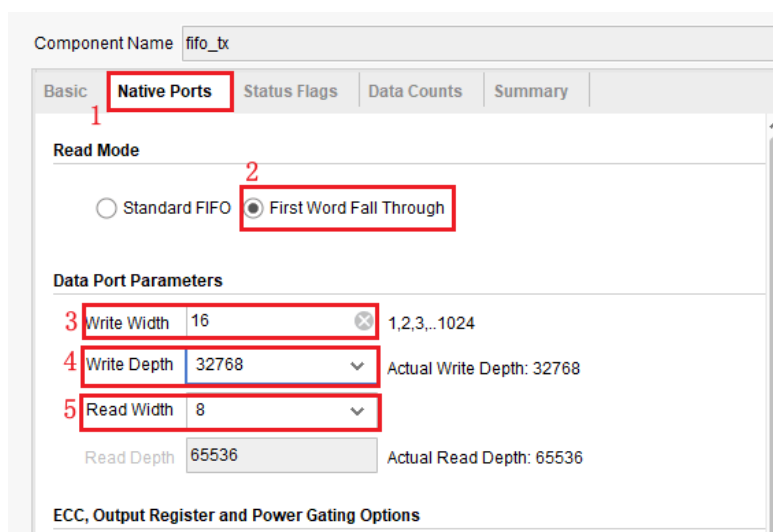 Component Name fifo_tx
Basic Native Ports Status Flags Data Counts Summary
1
Read Mode
2
Standard FIFO First Word Fall Through
Data Port Parameters
3 Write Width 16 1,2,3,..1024
4 Write Depth 32768 Actual Write Depth: 32768
5 Read Width 8
Read Depth 65536 Actual Read Depth: 65536
ECC, Output Register and Power Gating Options